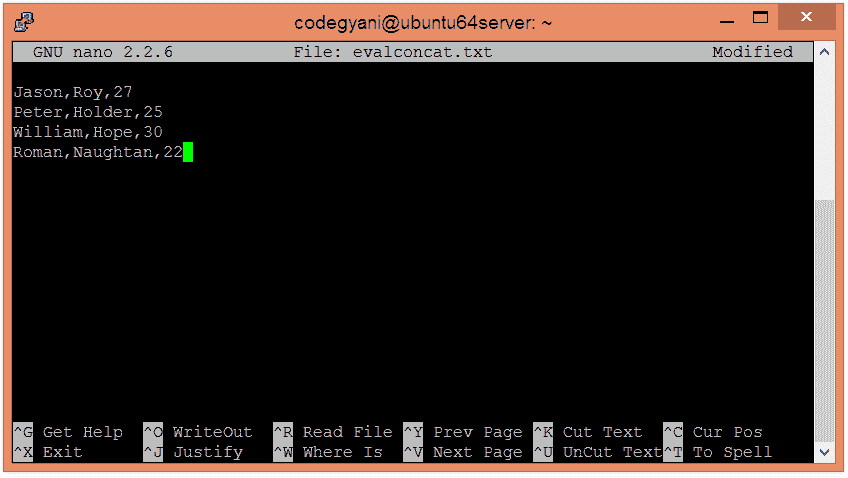 codegyani@ubuntu64server: ~
GNU nano 2.2.6 File: evalconcat.txt Modified
Jason,Roy,27
Peter,Holder,25
William,Hope,30
Roman,Naughtan,22
^G Get Help ^O WriteOut ^R Read File ^Y Prev Page ^K Cut Text ^C Cur Pos
^X Exit ^J Justify ^W Where Is ^V Next Page ^U UnCut Text^T To Spell